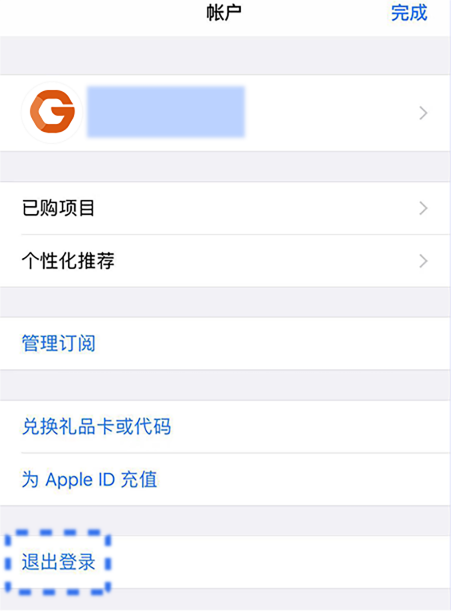 帐户
完成
已购项目
个性化推荐
管理订阅
兑换礼品卡或代码
为 Apple ID 充值
退出登录